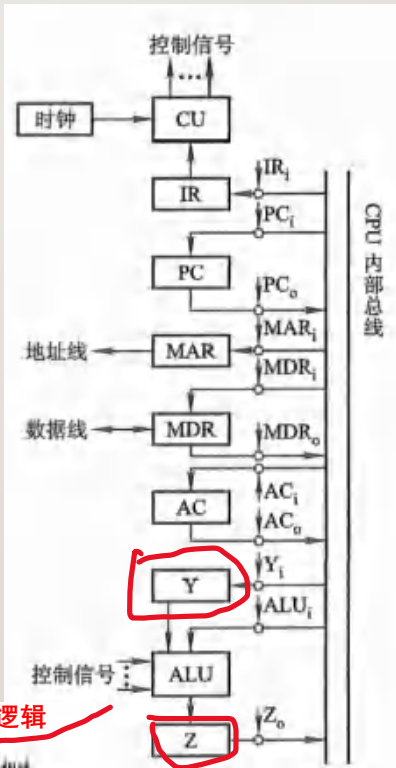 控制信号
…
时钟
CU
IR
IRᵢ
PCᵢ
PC
PCₒ
MARᵢ
地址线
MAR
MDRᵢ
数据线
MDR
MDRₒ
ACᵢ
AC
ACₒ
Y
Yᵢ
ALUᵢ
控制信号
ALU
逻辑
Z
Zₒ
CPU 内部总线